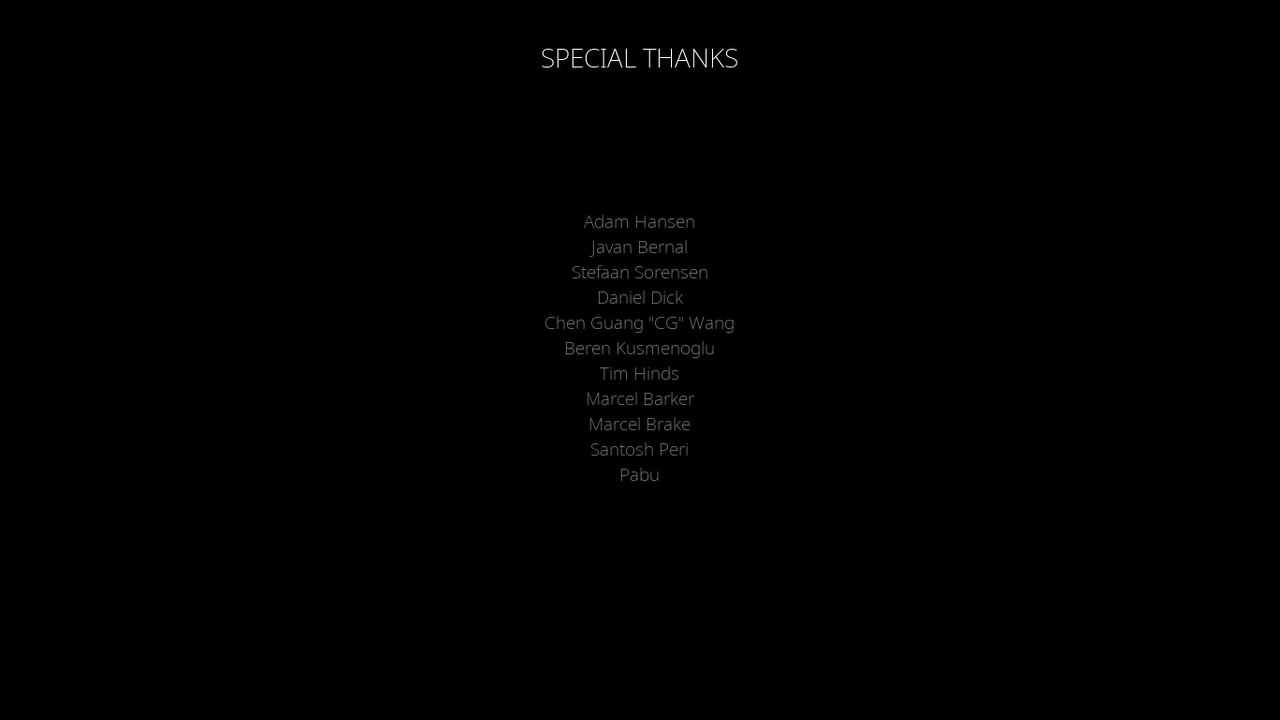 SPECIAL THANKS
Adam Hansen
Javan Bernal
Stefaan Sorensen
Daniel Dick
Chen Guang "CG" Wang
Beren Kusmenoglu
Tim Hinds
Marcel Barker
Marcel Brake
Santosh Peri
Pabu